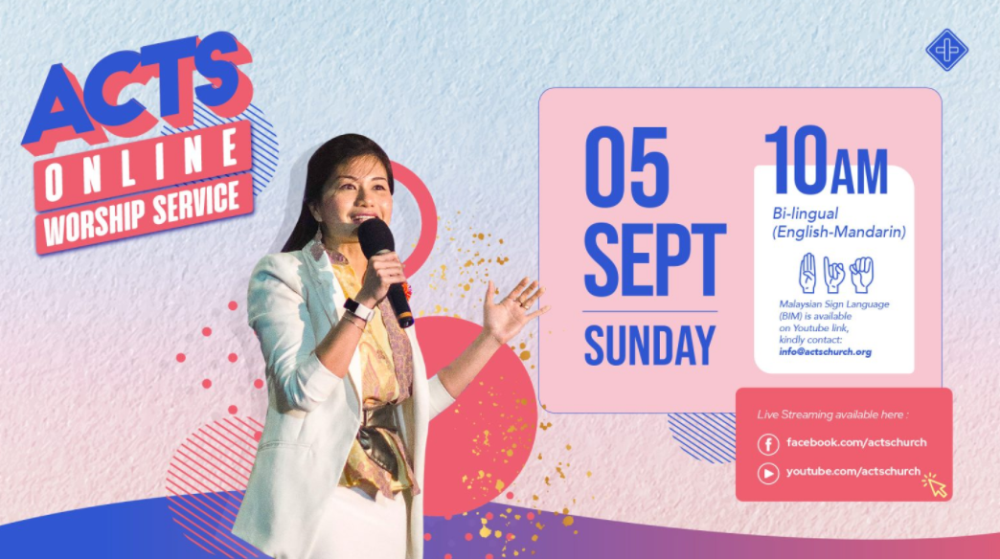 ACTS
ONLINE
WORSHIP SERVICE
05
SEPT
SUNDAY
10AM
Bi-lingual
(English-Mandarin)
Malaysian Sign Language
(BIM) is available
on Youtube link,
kindly contact:
info@actschurch.org
Live Streaming available here :
facebook.com/actschurch
youtube.com/actschurch